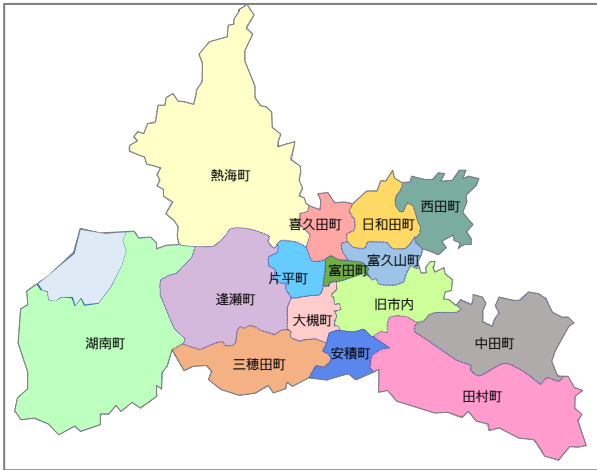 熱海町
西田町
喜久田町
日和田町
富久山町
富田町
片平町
逢瀬町
旧市内
大槻町
湖南町
中田町
安積町
三穂田町
田村町